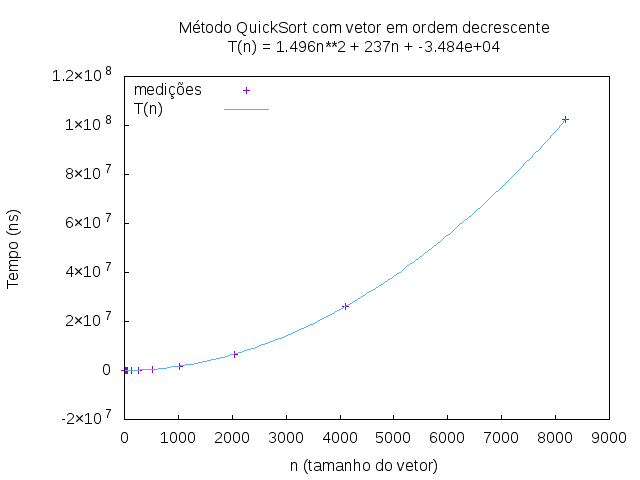 Método QuickSort com vetor em ordem decrescente
T(n) = 1.496n**2 + 237n + -3.484e+04
1.2×10^8
1×10^8
8×10^7
6×10^7
4×10^7
2×10^7
0
-2×10^7
medições
T(n)
Tempo (ns)
0 1000 2000 3000 4000 5000 6000 7000 8000 9000
n (tamanho do vetor)